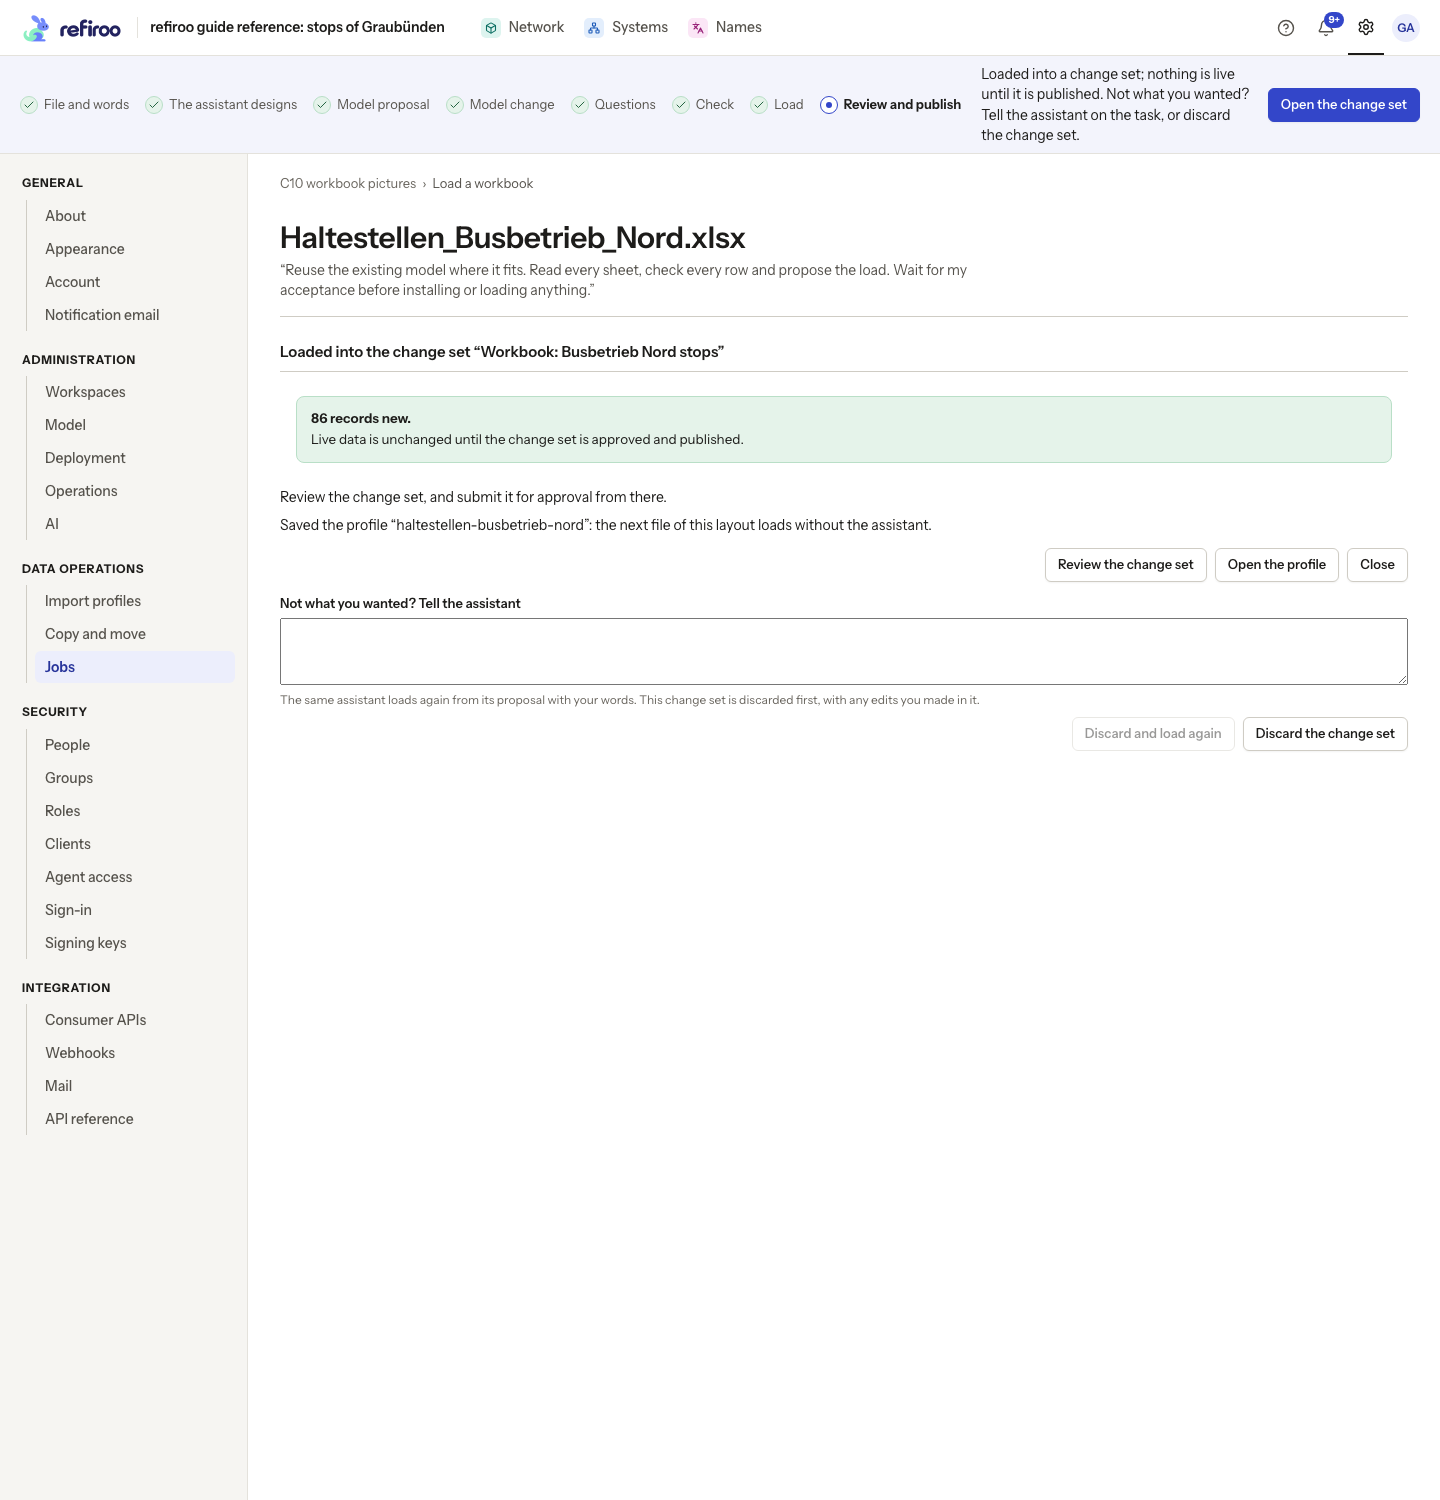 refiroo
refiroo guide reference: stops of Graubünden
Network
Systems
Names
9+
GA
File and words
The assistant designs
Model proposal
Model change
Questions
Check
Load
Review and publish
Loaded into a change set; nothing is live
until it is published. Not what you wanted?
Tell the assistant on the task, or discard
the change set.
Open the change set
GENERAL
About
Appearance
Account
Notification email
ADMINISTRATION
Workspaces
Model
Deployment
Operations
AI
DATA OPERATIONS
Import profiles
Copy and move
Jobs
SECURITY
People
Groups
Roles
Clients
Agent access
Sign-in
Signing keys
INTEGRATION
Consumer APIs
Webhooks
Mail
API reference
C10 workbook pictures › Load a workbook
Haltestellen_Busbetrieb_Nord.xlsx
“Reuse the existing model where it fits. Read every sheet, check every row and propose the load. Wait for my
acceptance before installing or loading anything.”
Loaded into the change set “Workbook: Busbetrieb Nord stops”
86 records new.
Live data is unchanged until the change set is approved and published.
Review the change set, and submit it for approval from there.
Saved the profile “haltestellen-busbetrieb-nord”: the next file of this layout loads without the assistant.
Review the change set
Open the profile
Close
Not what you wanted? Tell the assistant
The same assistant loads again from its proposal with your words. This change set is discarded first, with any edits you made in it.
Discard and load again
Discard the change set